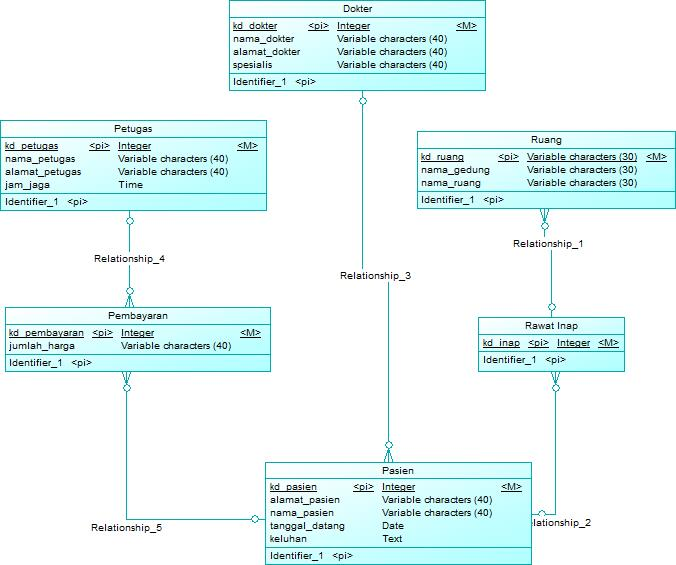 Dokter
kd_dokter <pi> Integer <M>
nama_dokter Variable characters (40)
alamat_dokter Variable characters (40)
spesialis Variable characters (40)
Identifier_1 <pi>
Petugas
kd_petugas <pi> Integer <M>
nama_petugas Variable characters (40)
alamat_petugas Variable characters (40)
jam_jaga Time
Identifier_1 <pi>
Ruang
kd_ruang <pi> Variable characters (30) <M>
nama_gedung Variable characters (30)
nama_ruang Variable characters (30)
Identifier_1 <pi>
Relationship_4
Relationship_3
Relationship_1
Pembayaran
kd_pembayaran <pi> Integer <M>
jumlah_harga Variable characters (40)
Identifier_1 <pi>
Rawat Inap
kd_inap <pi> Integer <M>
Identifier_1 <pi>
Pasien
kd_pasien <pi> Integer <M>
alamat_pasien Variable characters (40)
nama_pasien Variable characters (40)
tanggal_datang Date
keluhan Text
Identifier_1 <pi>
Relationship_5
elationship_2